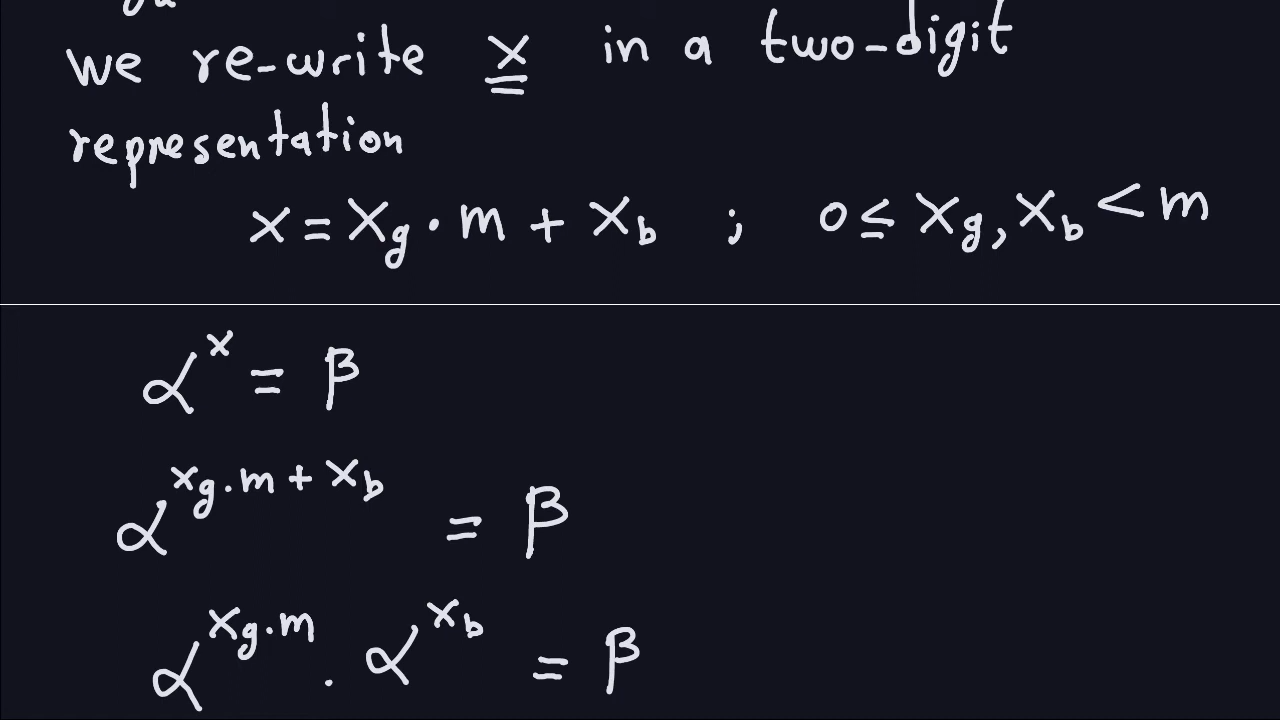 we re-write x in a two-digit
representation
x = x_g · m + x_b ; 0 ≤ x_g, x_b < m
α^x = β
α^(x_g · m + x_b) = β
α^(x_g · m) · α^(x_b) = β